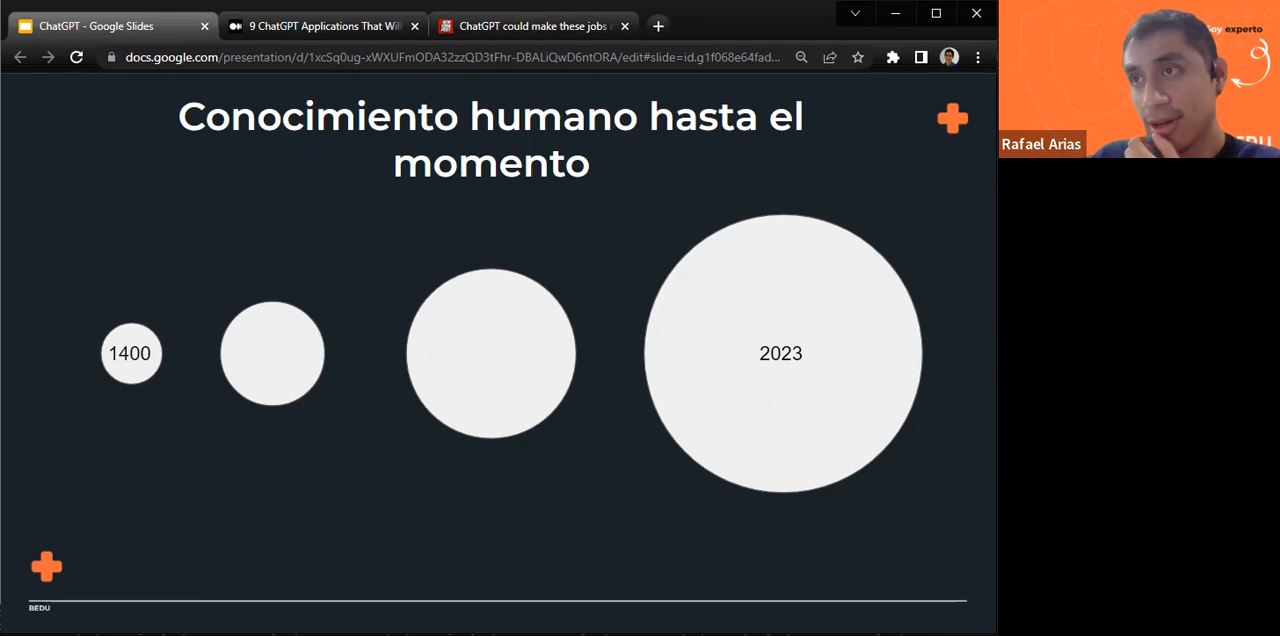 ChatGPT - Google Slides
9 ChatGPT Applications That Will
ChatGPT could make these jobs
docs.google.com/presentation/d/1xcSq0ug-xWXUFmODA32zzQD3tFhr-DBALiQwD6ntORA/edit#slide=id.g1f068e64fad...
Conocimiento humano hasta el
momento
1400
2023
BEDU
experto
Rafael Arias